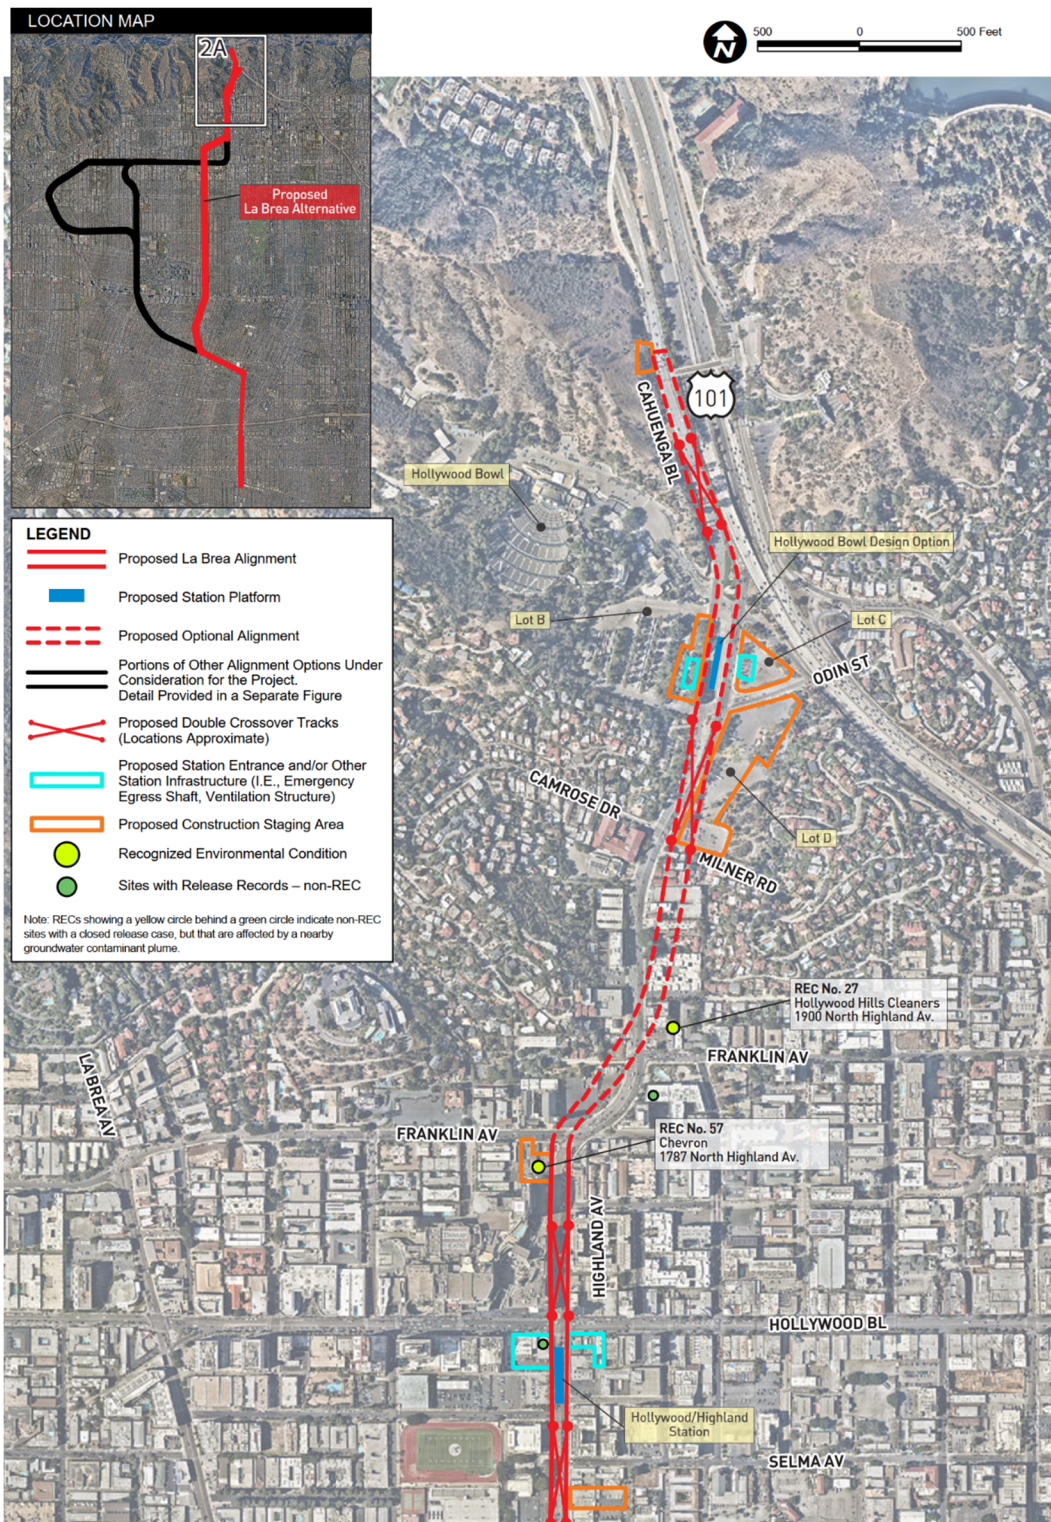 LOCATION MAP
2A
Proposed
La Brea Alternative
N
500
0
500 Feet
LEGEND
Proposed La Brea Alignment
Proposed Station Platform
Proposed Optional Alignment
Portions of Other Alignment Options Under
Consideration for the Project.
Detail Provided in a Separate Figure
Proposed Double Crossover Tracks
(Locations Approximate)
Proposed Station Entrance and/or Other
Station Infrastructure (I.E., Emergency
Egress Shaft, Ventilation Structure)
Proposed Construction Staging Area
Recognized Environmental Condition
Sites with Release Records – non-REC
Note: RECs showing a yellow circle behind a green circle indicate non-REC
sites with a closed release case, but that are affected by a nearby
groundwater contaminant plume.
101
CAHUENGA BL
Hollywood Bowl
Hollywood Bowl Design Option
Lot B
Lot C
ODIN ST
CAMROSE DR
Lot D
MILNER RD
REC No. 27
Hollywood Hills Cleaners
1900 North Highland Av.
FRANKLIN AV
LA BREA AV
FRANKLIN AV
REC No. 57
Chevron
1787 North Highland Av.
HIGHLAND AV
HOLLYWOOD BL
Hollywood/Highland
Station
SELMA AV